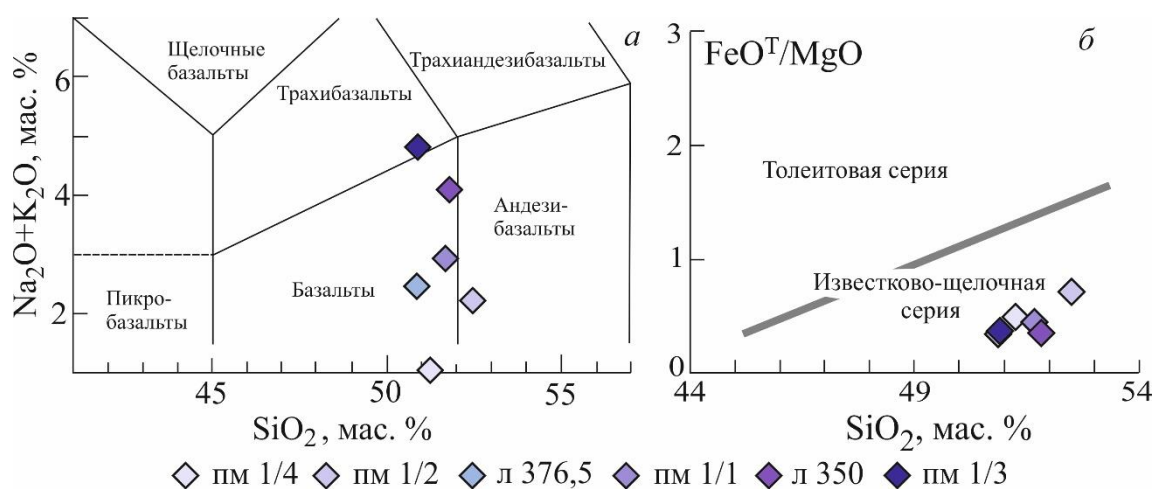 а
Щелочные
базальты
Трахибазальты
Трахиандезибазальты
Андези-
базальты
Базальты
Пикро-
базальты
Na₂O+K₂O, мас. %
6
4
2
45
50
55
SiO₂, мас. %
б
FeOᵀ/MgO
Толеитовая серия
Известково-щелочная
серия
3
2
1
0
44
49
54
SiO₂, мас. %
пм 1/4 пм 1/2 л 376,5 пм 1/1 л 350 пм 1/3